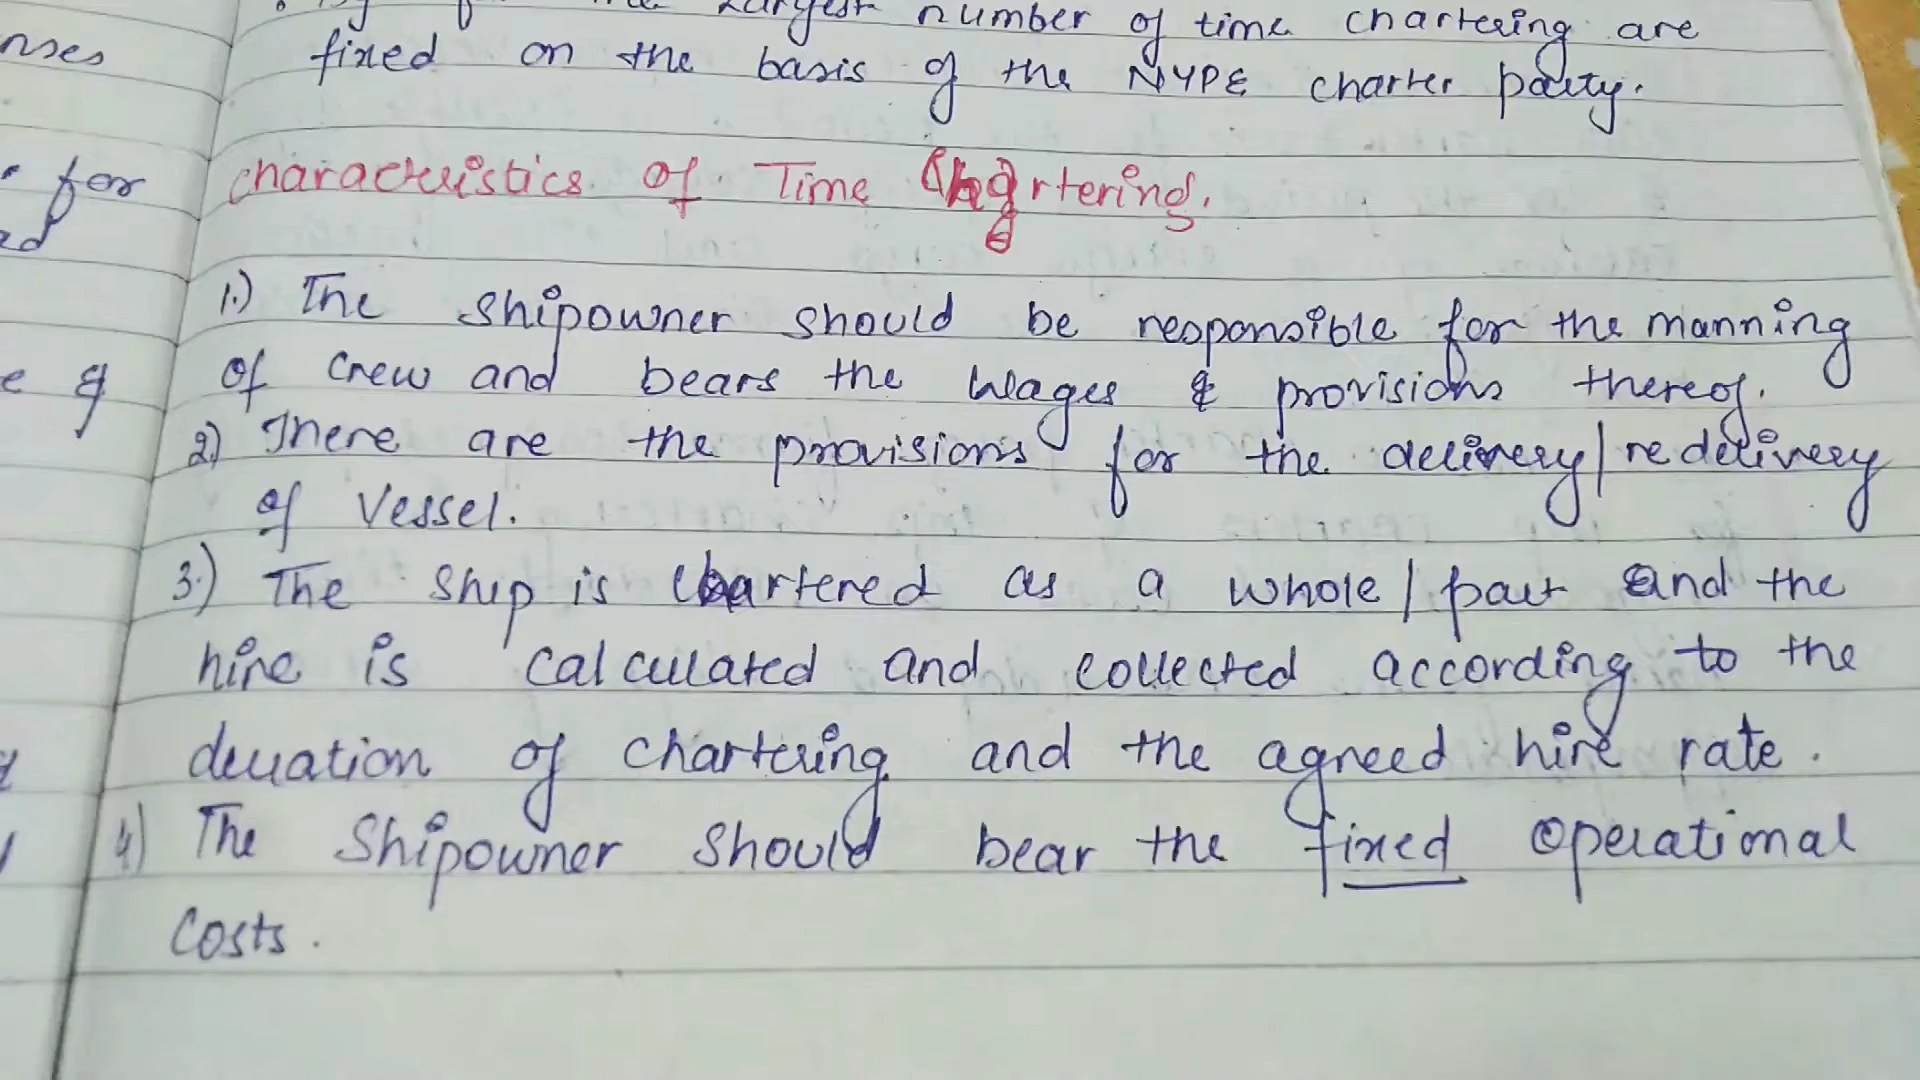 largest number of time chartering are
fixed on the basis of the NYPE charter party.
characteristics of Time Chartering.
1.) The shipowner should be responsible for the manning
of crew and bears the wages & provisions thereof.
2) There are the provisions for the delivery/redelivery
of vessel.
3.) The ship is chartered as a whole/part and the
hire is calculated and collected according to the
duration of chartering and the agreed hire rate.
4) The Shipowner should bear the fixed operational
costs.
nses
for